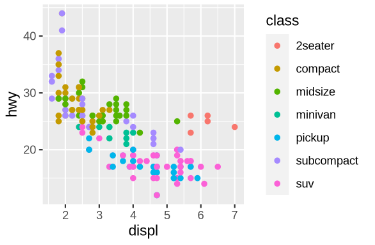 class
2seater
compact
midsize
minivan
pickup
subcompact
suv
hwy
40
30
20
2
3
4
5
6
7
displ